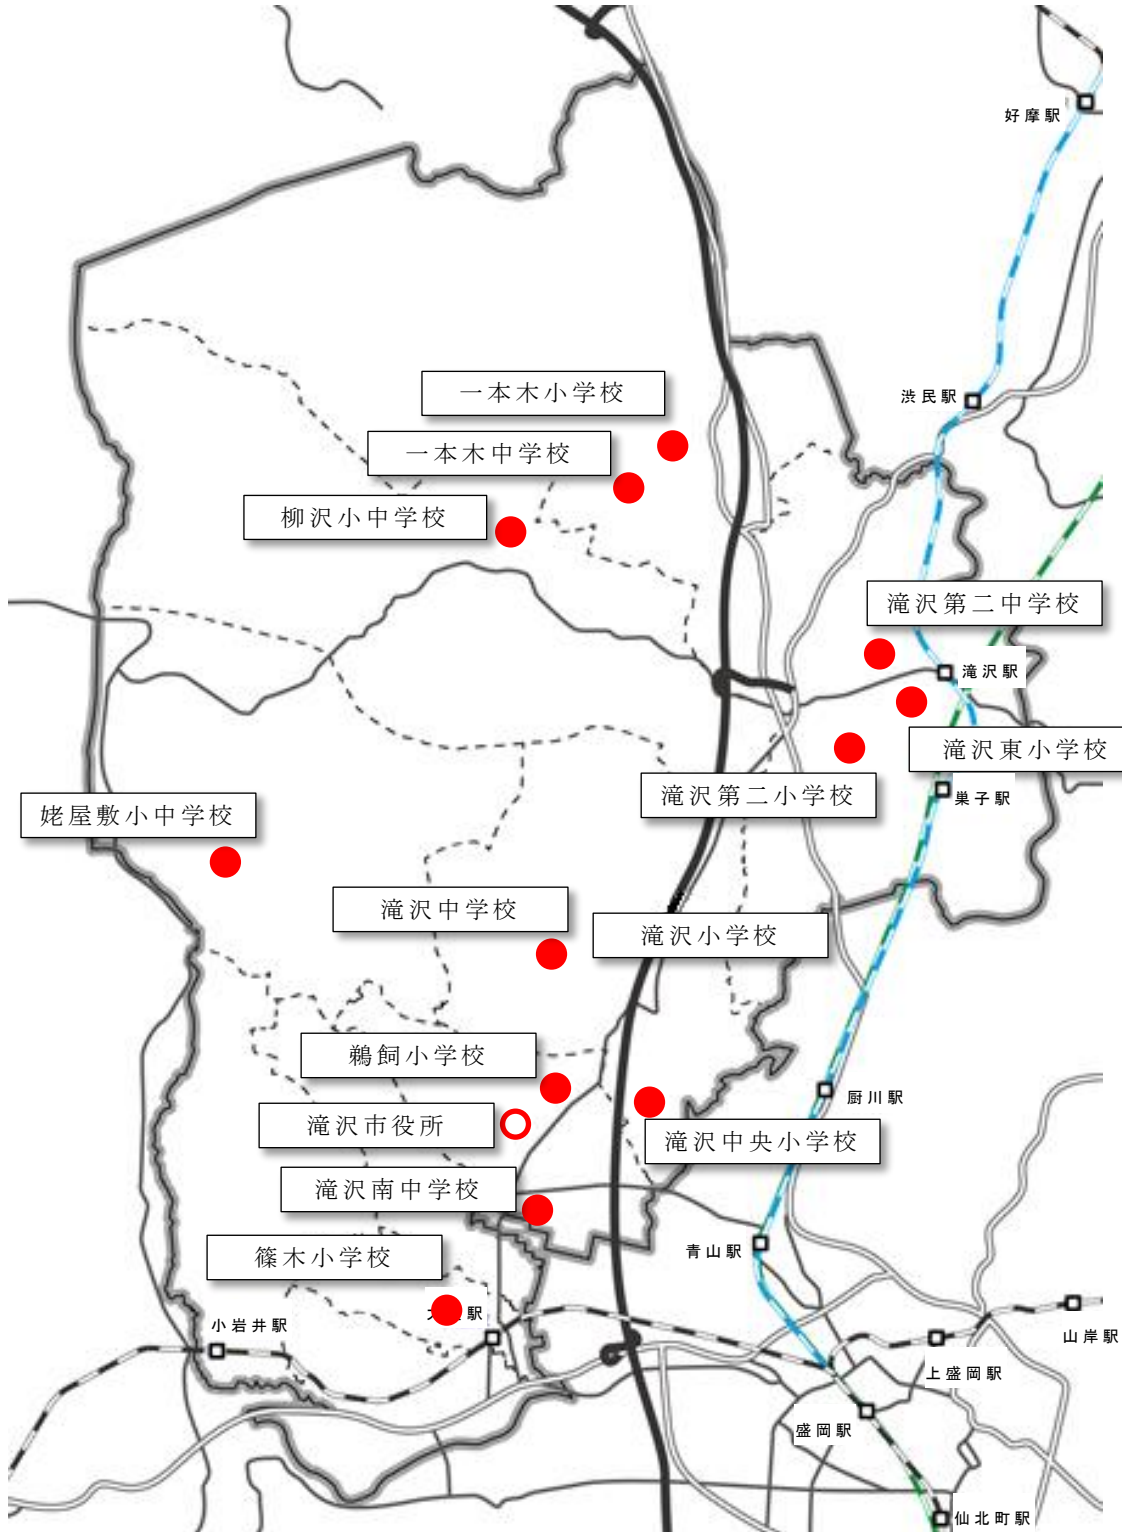 好摩駅
一本木小学校
渋民駅
一本木中学校
柳沢小中学校
滝沢第二中学校
滝沢駅
滝沢東小学校
滝沢第二小学校
巣子駅
姥屋敷小中学校
滝沢中学校
滝沢小学校
鵜飼小学校
厨川駅
滝沢市役所
滝沢中央小学校
滝沢南中学校
青山駅
篠木小学校
駅
小岩井駅
山岸駅
上盛岡駅
盛岡駅
仙北町駅